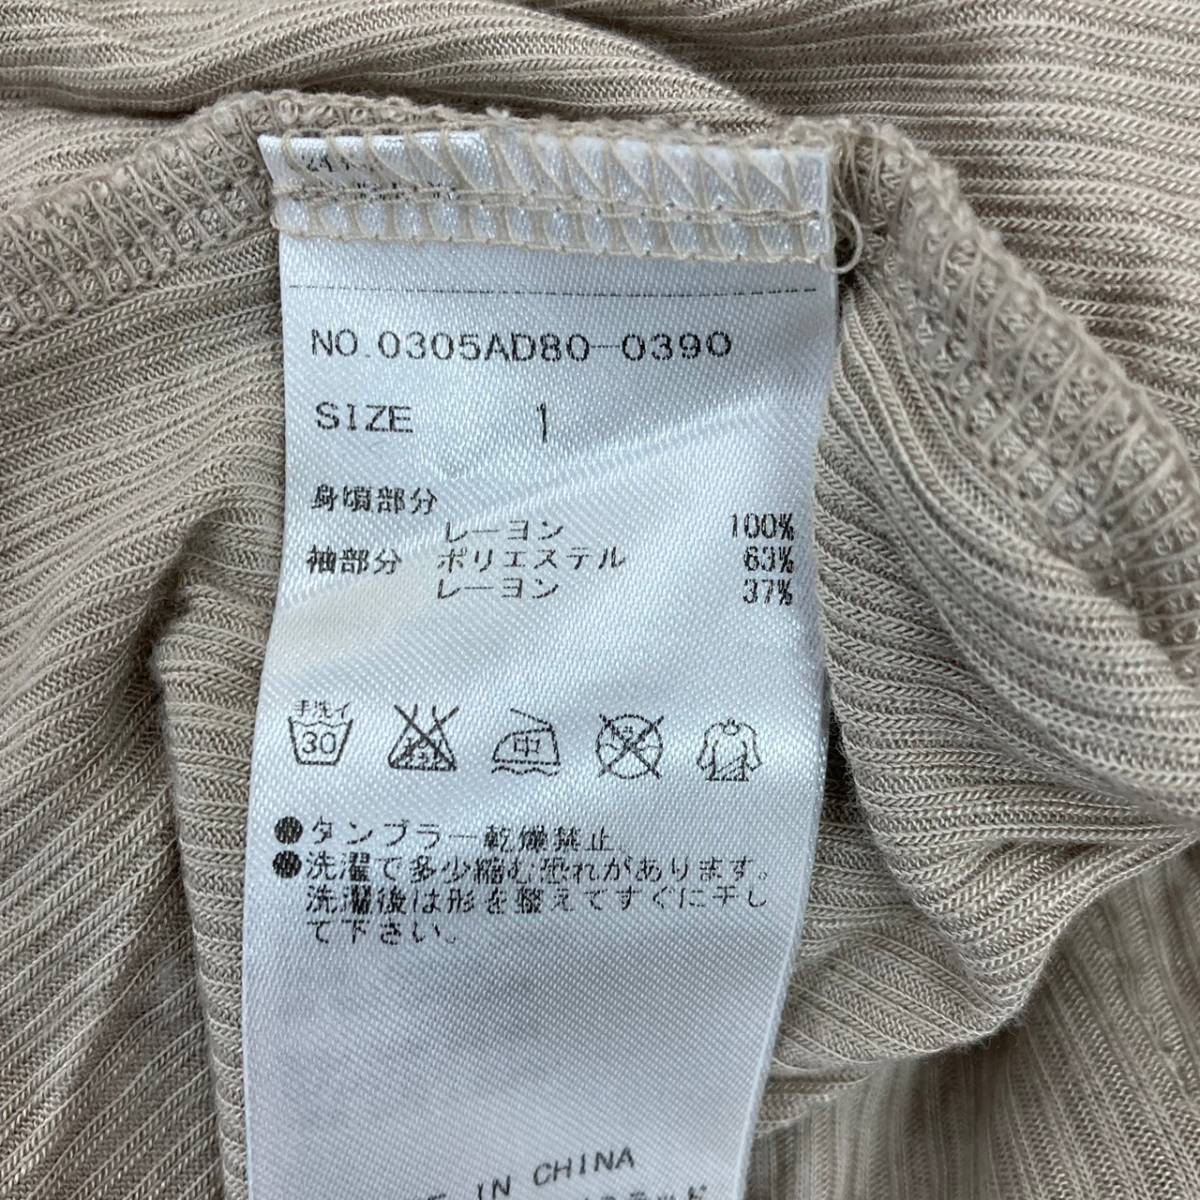 NO.0305AD80-0390
SIZE 1
身頃部分
レーヨン 100%
袖部分 ポリエステル 63%
レーヨン 37%
手洗イ
30
中
●タンブラー乾燥禁止
●洗濯で多少縮む恐れがあります。
洗濯後は形を整えてすぐに干し
て下さい。
IN CHINA